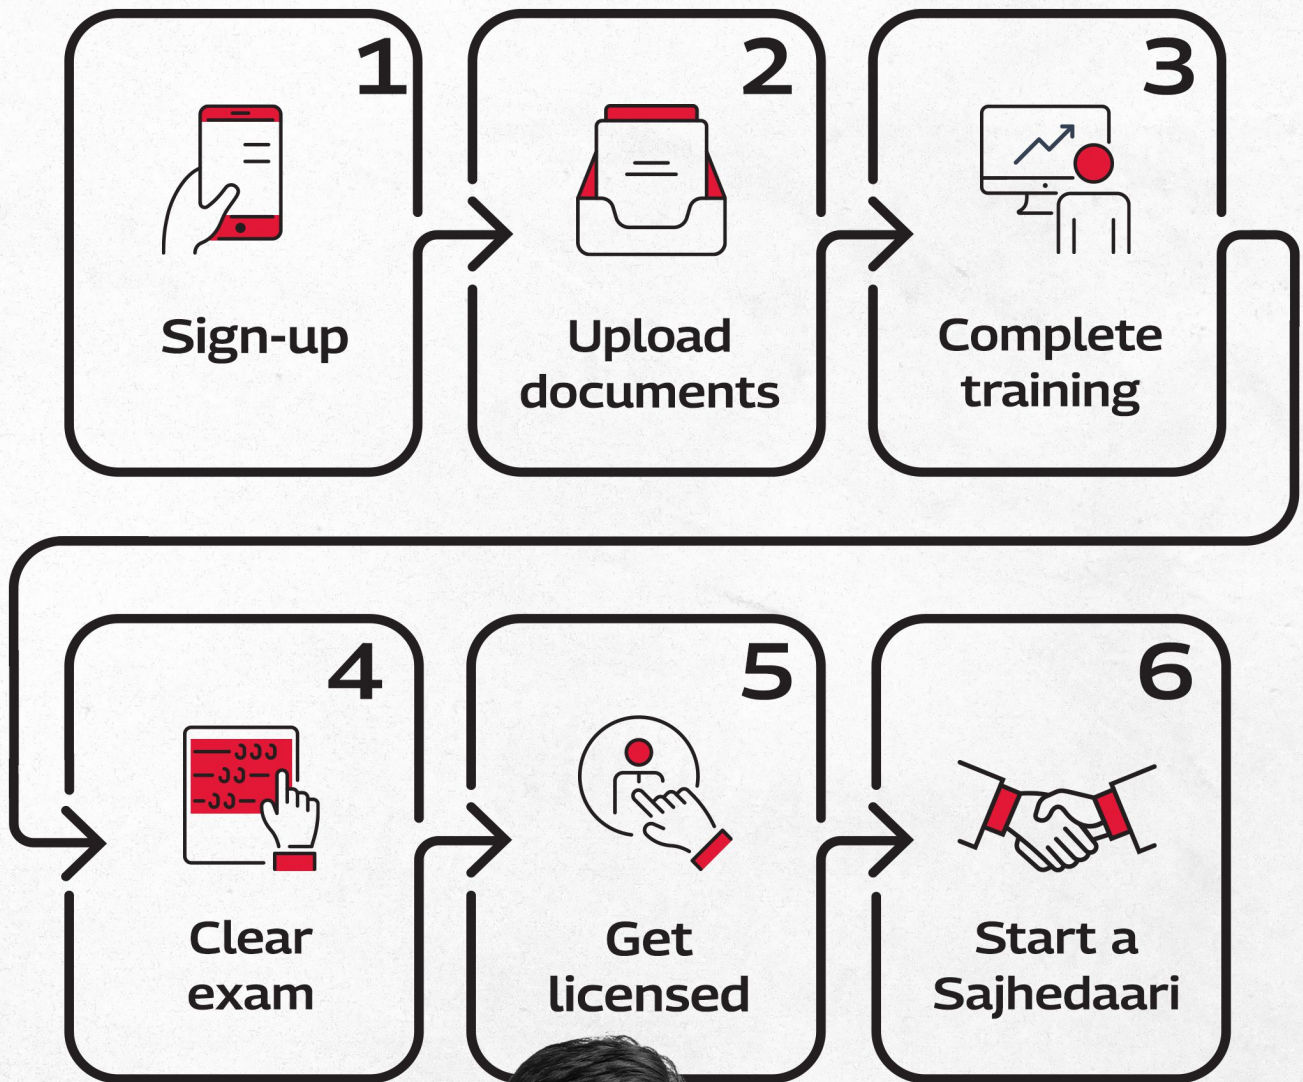 1
Sign-up
2
Upload
documents
3
Complete
training
4
Clear
exam
5
Get
licensed
6
Start a
Sajhedaari